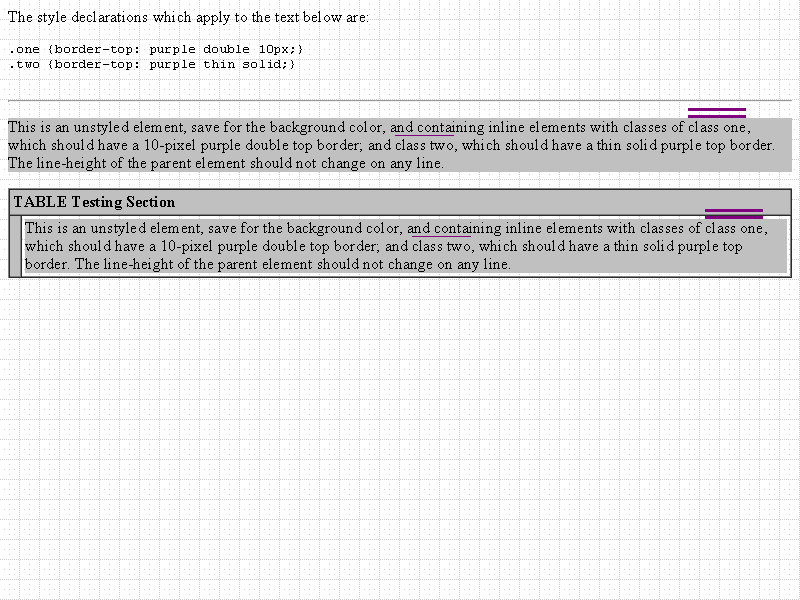 The style declarations which apply to the text below are:
.one {border-top: purple double 10px;}
.two {border-top: purple thin solid;}
This is an unstyled element, save for the background color, and containing inline elements with classes of class one,
which should have a 10-pixel purple double top border; and class two, which should have a thin solid purple top border.
The line-height of the parent element should not change on any line.
TABLE Testing Section
This is an unstyled element, save for the background color, and containing inline elements with classes of class one,
which should have a 10-pixel purple double top border; and class two, which should have a thin solid purple top
border. The line-height of the parent element should not change on any line.